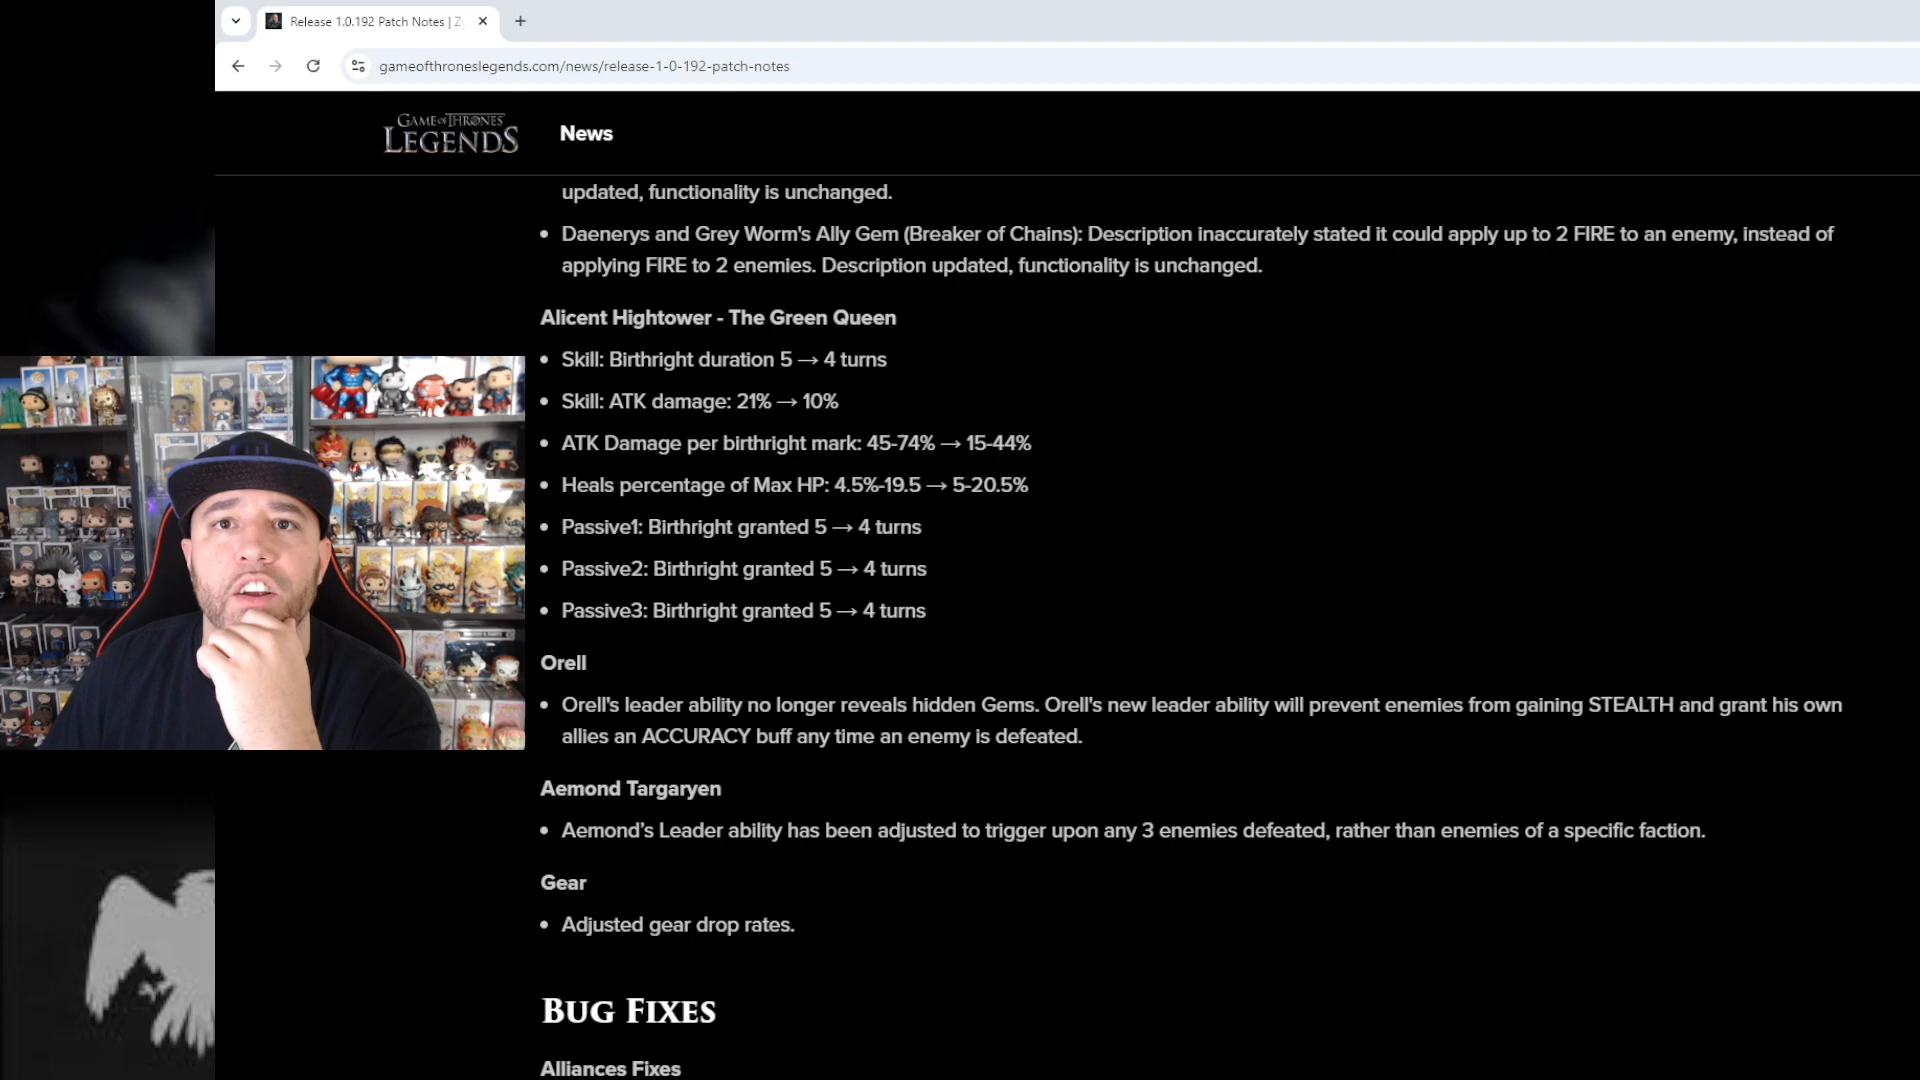 Release 1.0.192 Patch Notes | Zy
gameofthroneslegends.com/news/release-1-0-192-patch-notes
GAME OF THRONES
LEGENDS
News
updated, functionality is unchanged.
• Daenerys and Grey Worm's Ally Gem (Breaker of Chains): Description inaccurately stated it could apply up to 2 FIRE to an enemy, instead of
applying FIRE to 2 enemies. Description updated, functionality is unchanged.
Alicent Hightower - The Green Queen
• Skill: Birthright duration 5 → 4 turns
• Skill: ATK damage: 21% → 10%
• ATK Damage per birthright mark: 45-74% → 15-44%
• Heals percentage of Max HP: 4.5%-19.5 → 5-20.5%
• Passive1: Birthright granted 5 → 4 turns
• Passive2: Birthright granted 5 → 4 turns
• Passive3: Birthright granted 5 → 4 turns
Orell
• Orell's leader ability no longer reveals hidden Gems. Orell's new leader ability will prevent enemies from gaining STEALTH and grant his own
allies an ACCURACY buff any time an enemy is defeated.
Aemond Targaryen
• Aemond’s Leader ability has been adjusted to trigger upon any 3 enemies defeated, rather than enemies of a specific faction.
Gear
• Adjusted gear drop rates.
BUG FIXES
Alliances Fixes